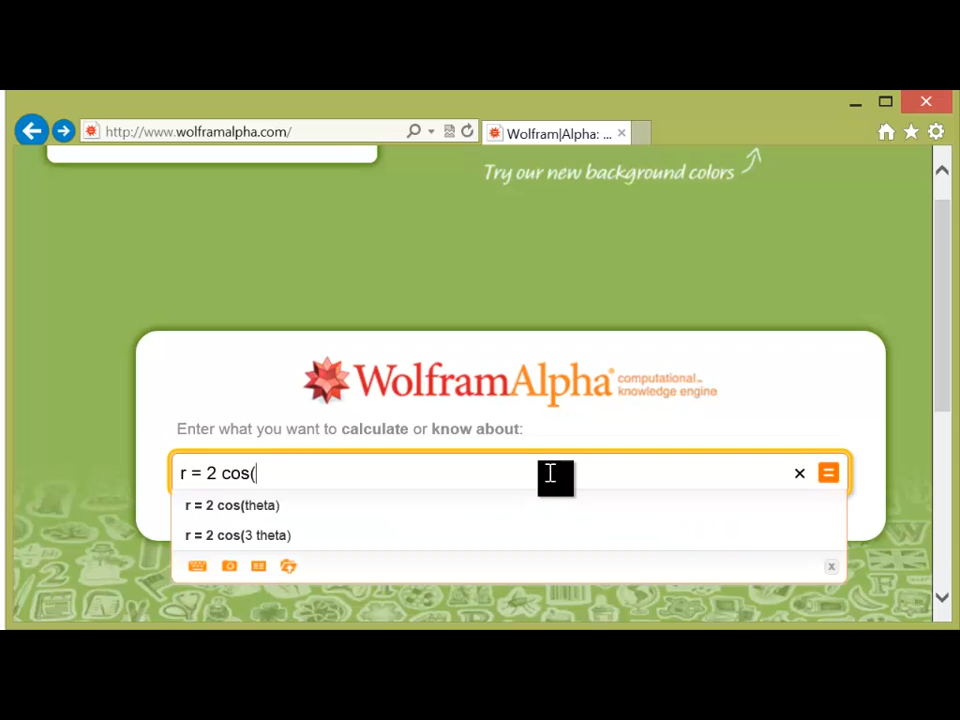 http://www.wolframalpha.com/
Wolfram|Alpha: ...
Try our new background colors
WolframAlpha computational knowledge engine
Enter what you want to calculate or know about:
r = 2 cos(
r = 2 cos(theta)
r = 2 cos(3 theta)